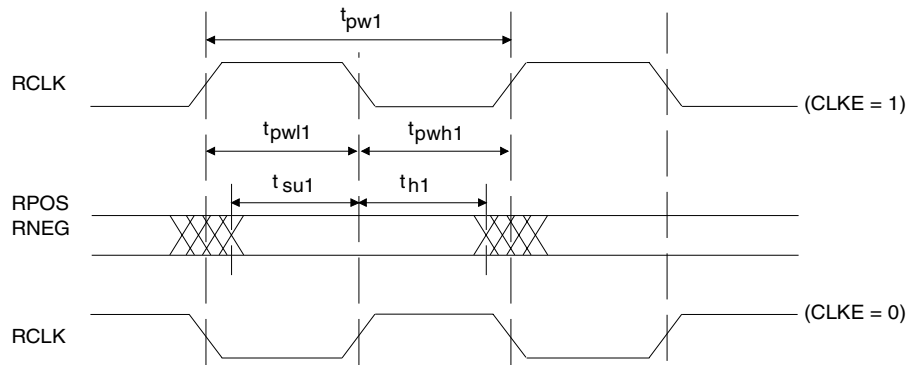 tpw1
RCLK
(CLKE = 1)
tpwl1
tpwh1
tsu1
th1
RPOS
RNEG
(CLKE = 0)
RCLK